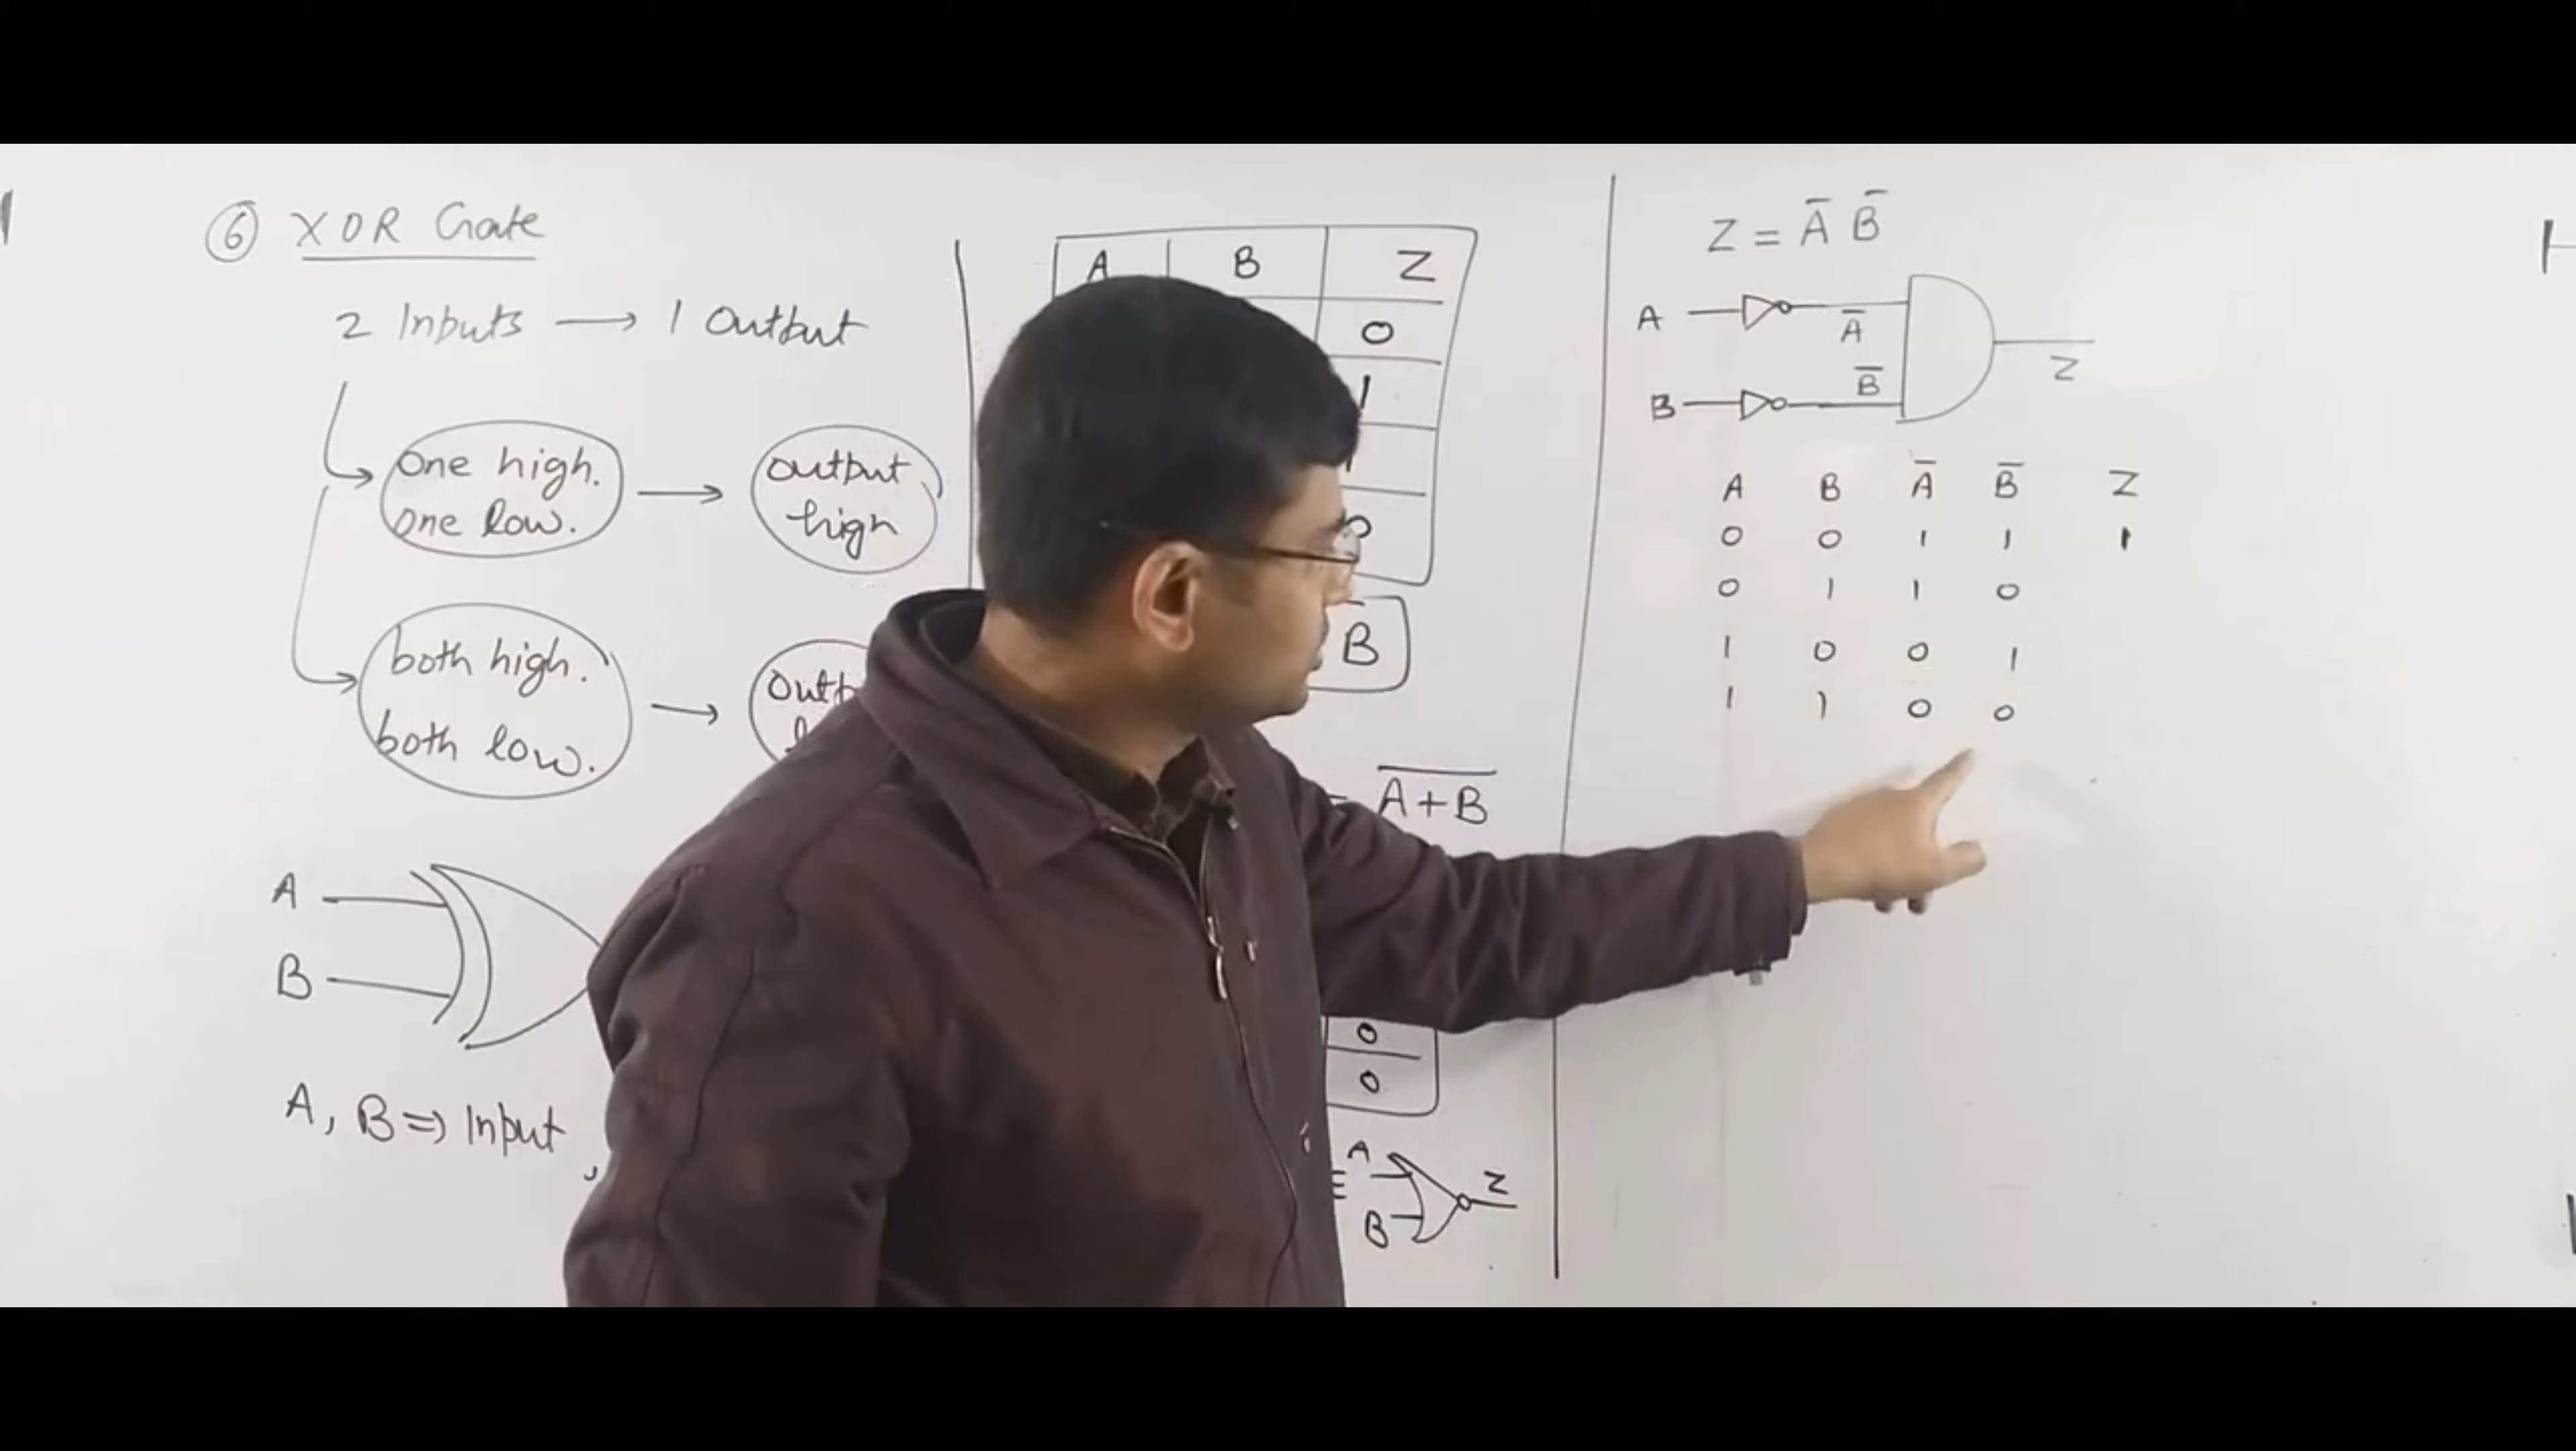 ⑥ XOR Gate
2 Inputs → 1 Output
one high.
one low. →
output
high
both high.
both low. →
A
B
A, B ⇒ Input,
A B Z
0
1
B
A̅+̅B̅
0
0
A
B
Z
Z = A̅ B̅
A
A̅
B
B̅
Z
A B A̅ B̅ Z
0 0 1 1 1
0 1 1 0
1 0 0 1
1 1 0 0